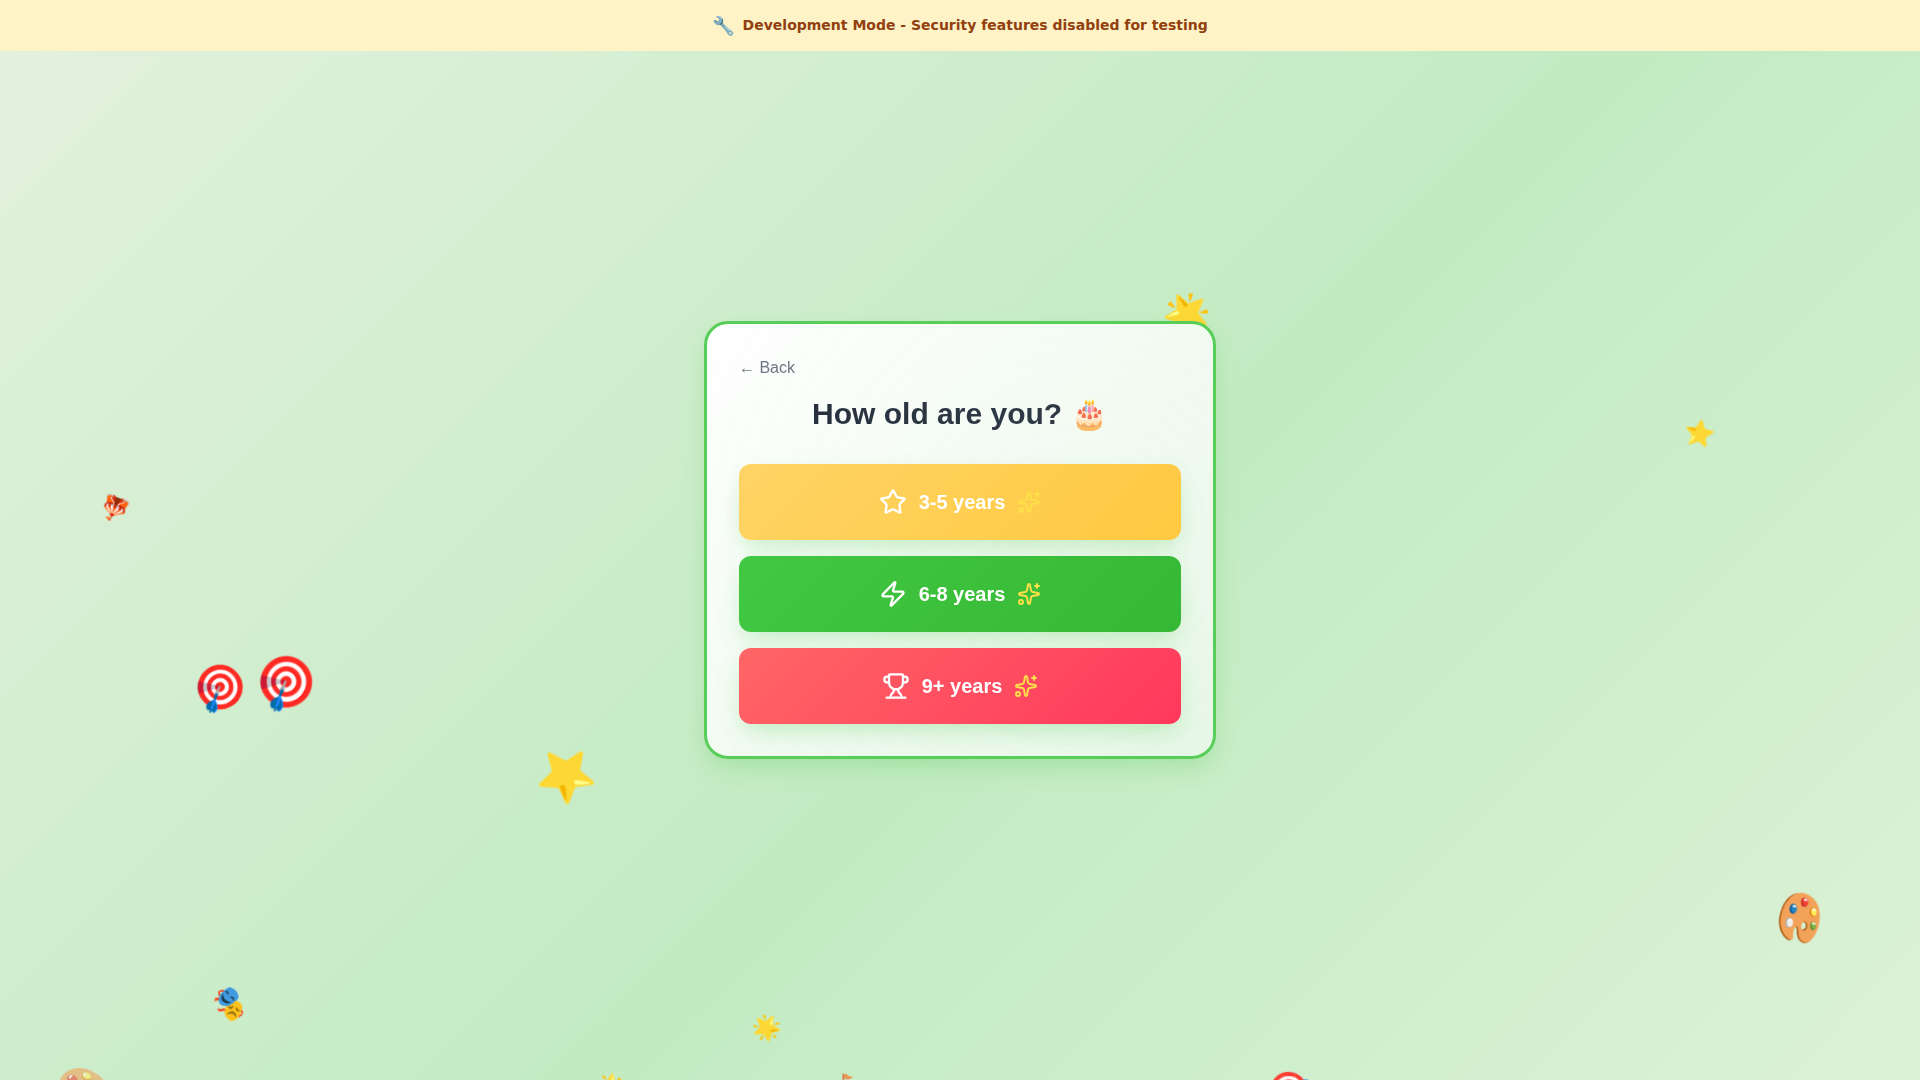 Development Mode - Security features disabled for testing
← Back
How old are you?
3-5 years
6-8 years
9+ years